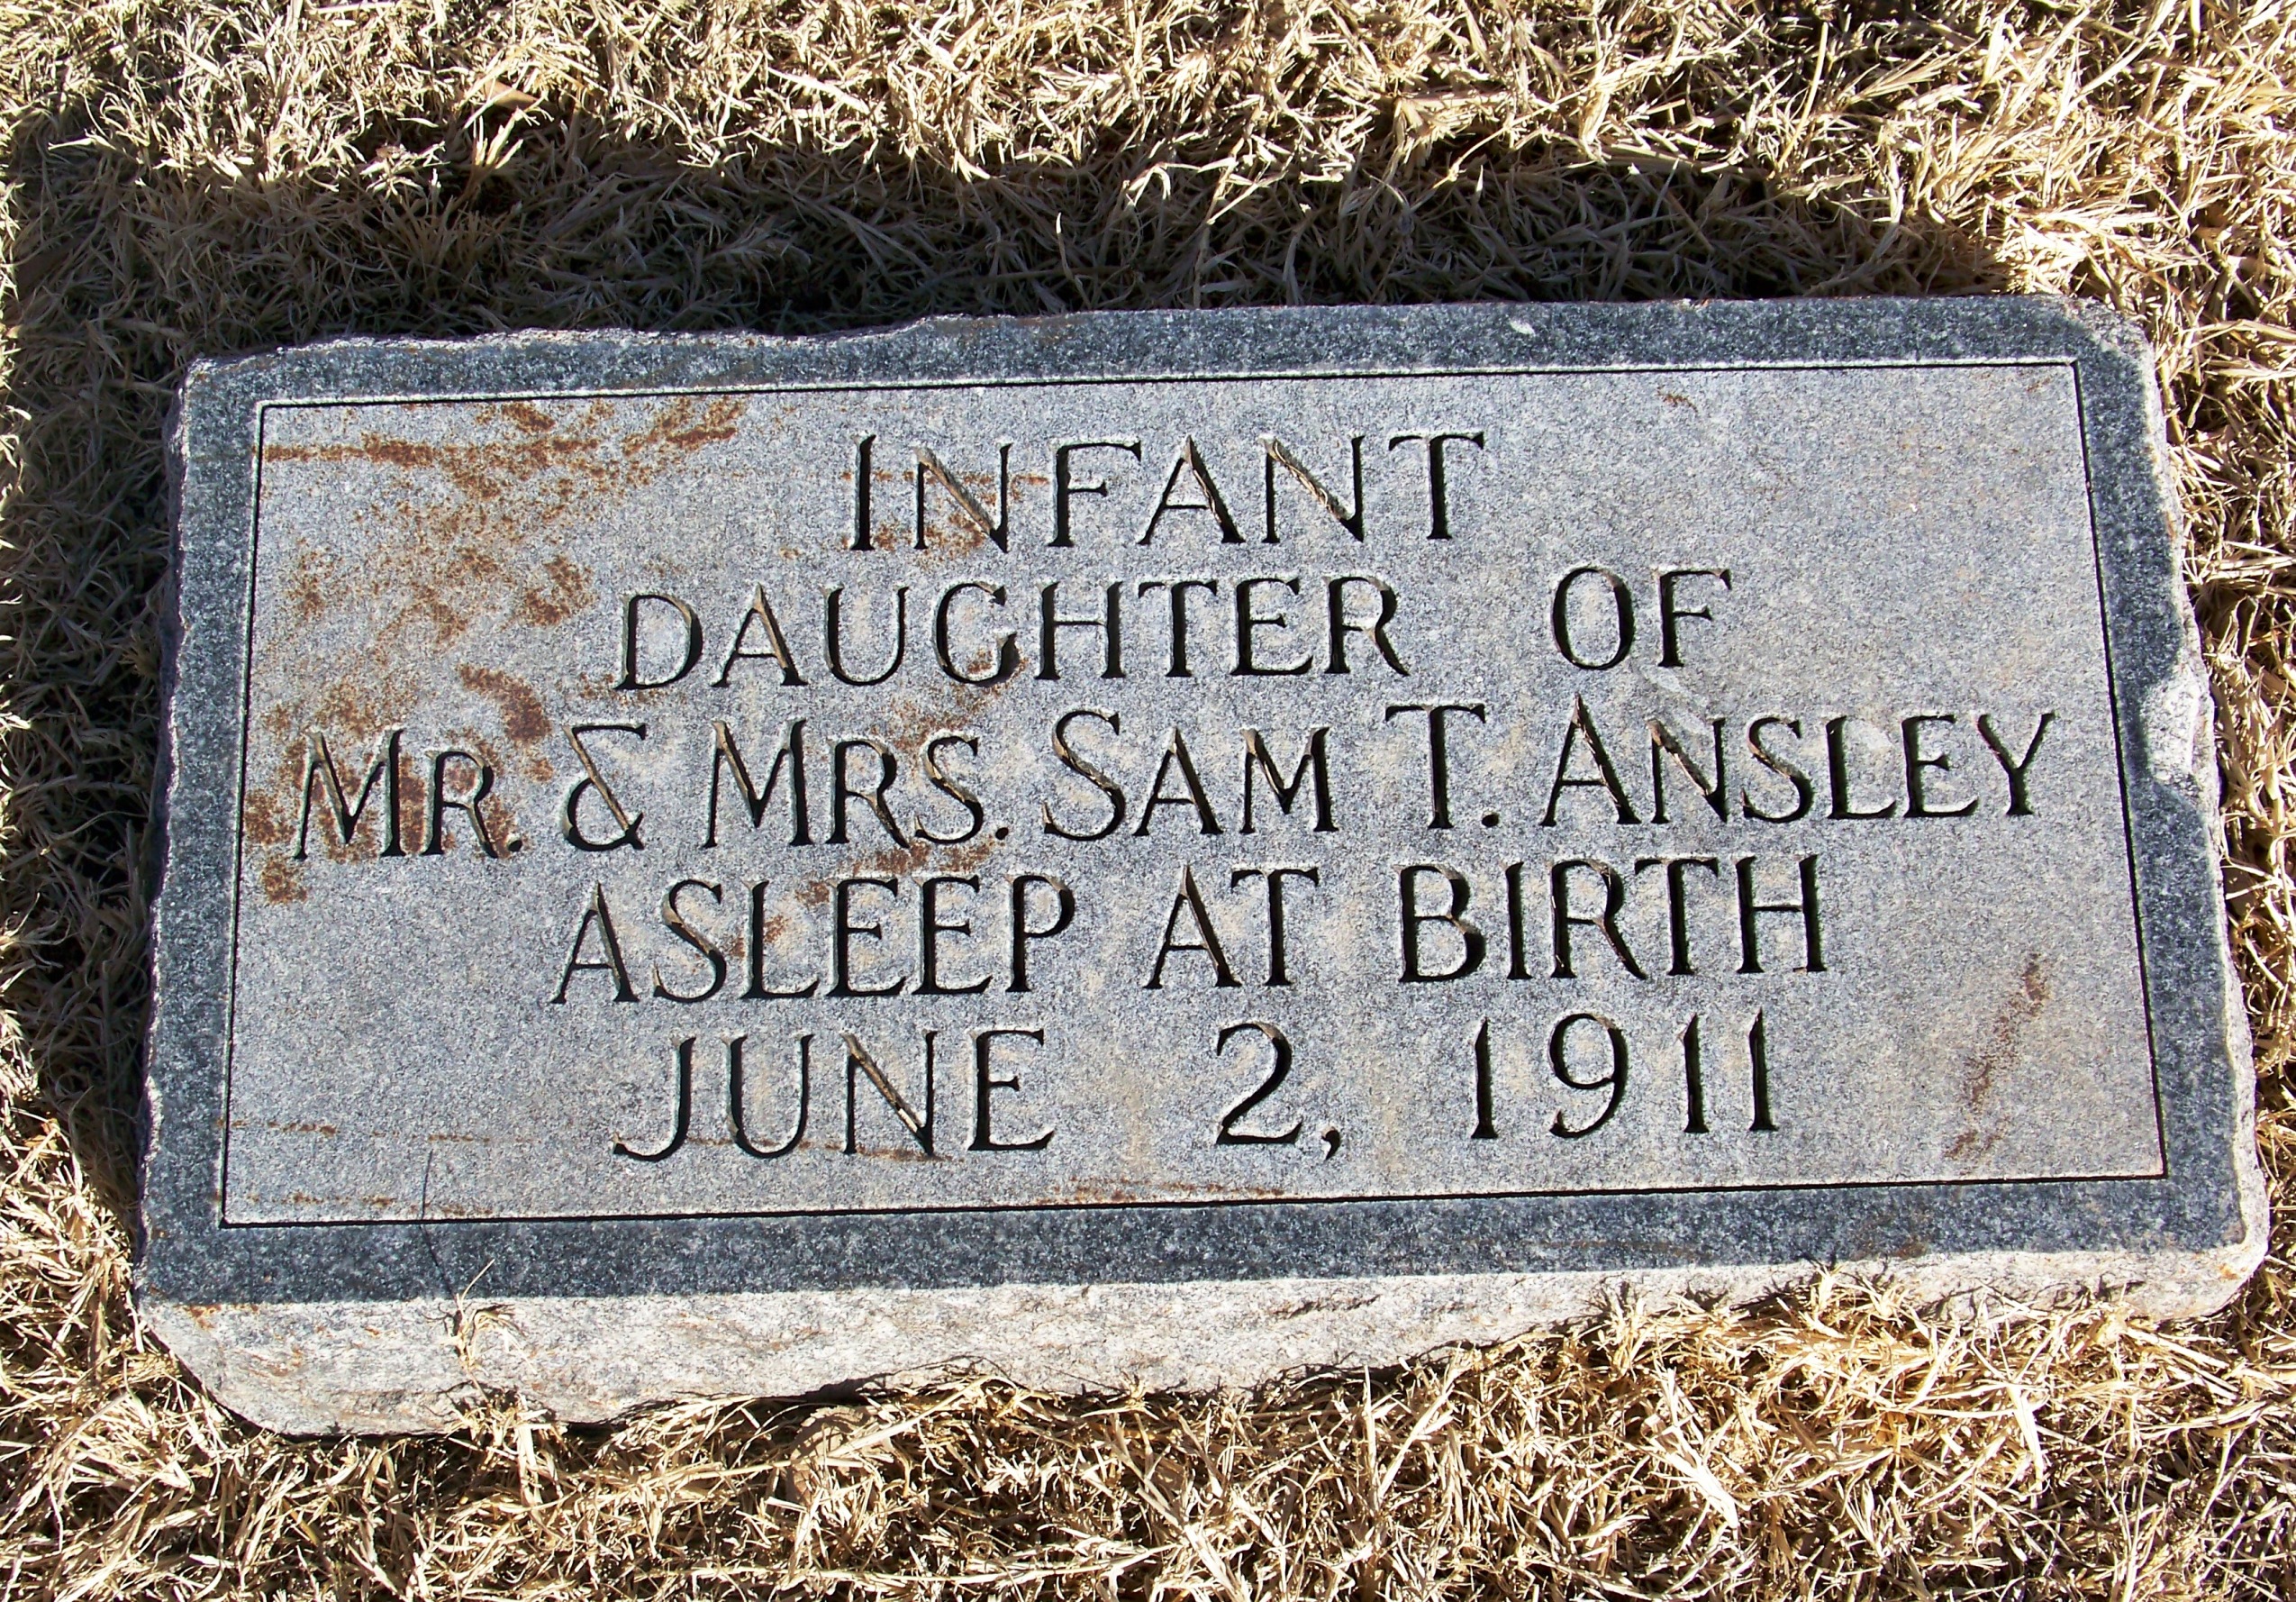 INFANT
DAUGHTER OF
MR. & MRS. SAM T. ANSLEY
ASLEEP AT BIRTH
JUNE 2, 1911